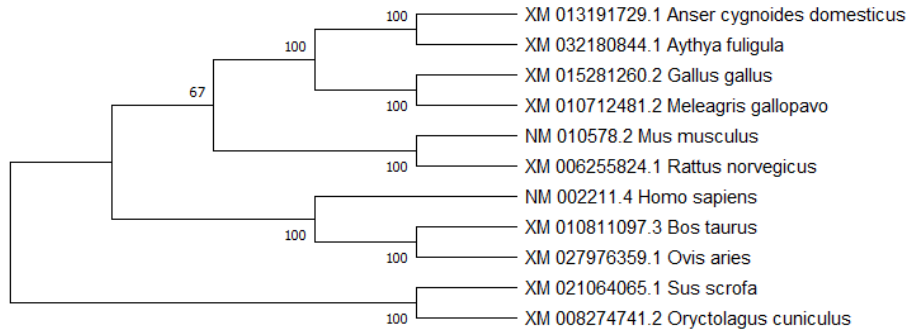 100
XM 013191729.1 Anser cygnoides domesticus
XM 032180844.1 Aythya fuligula
100
XM 015281260.2 Gallus gallus
100
XM 010712481.2 Meleagris gallopavo
67
NM 010578.2 Mus musculus
100
XM 006255824.1 Rattus norvegicus
NM 002211.4 Homo sapiens
100
XM 010811097.3 Bos taurus
100
XM 027976359.1 Ovis aries
XM 021064065.1 Sus scrofa
100
XM 008274741.2 Oryctolagus cuniculus